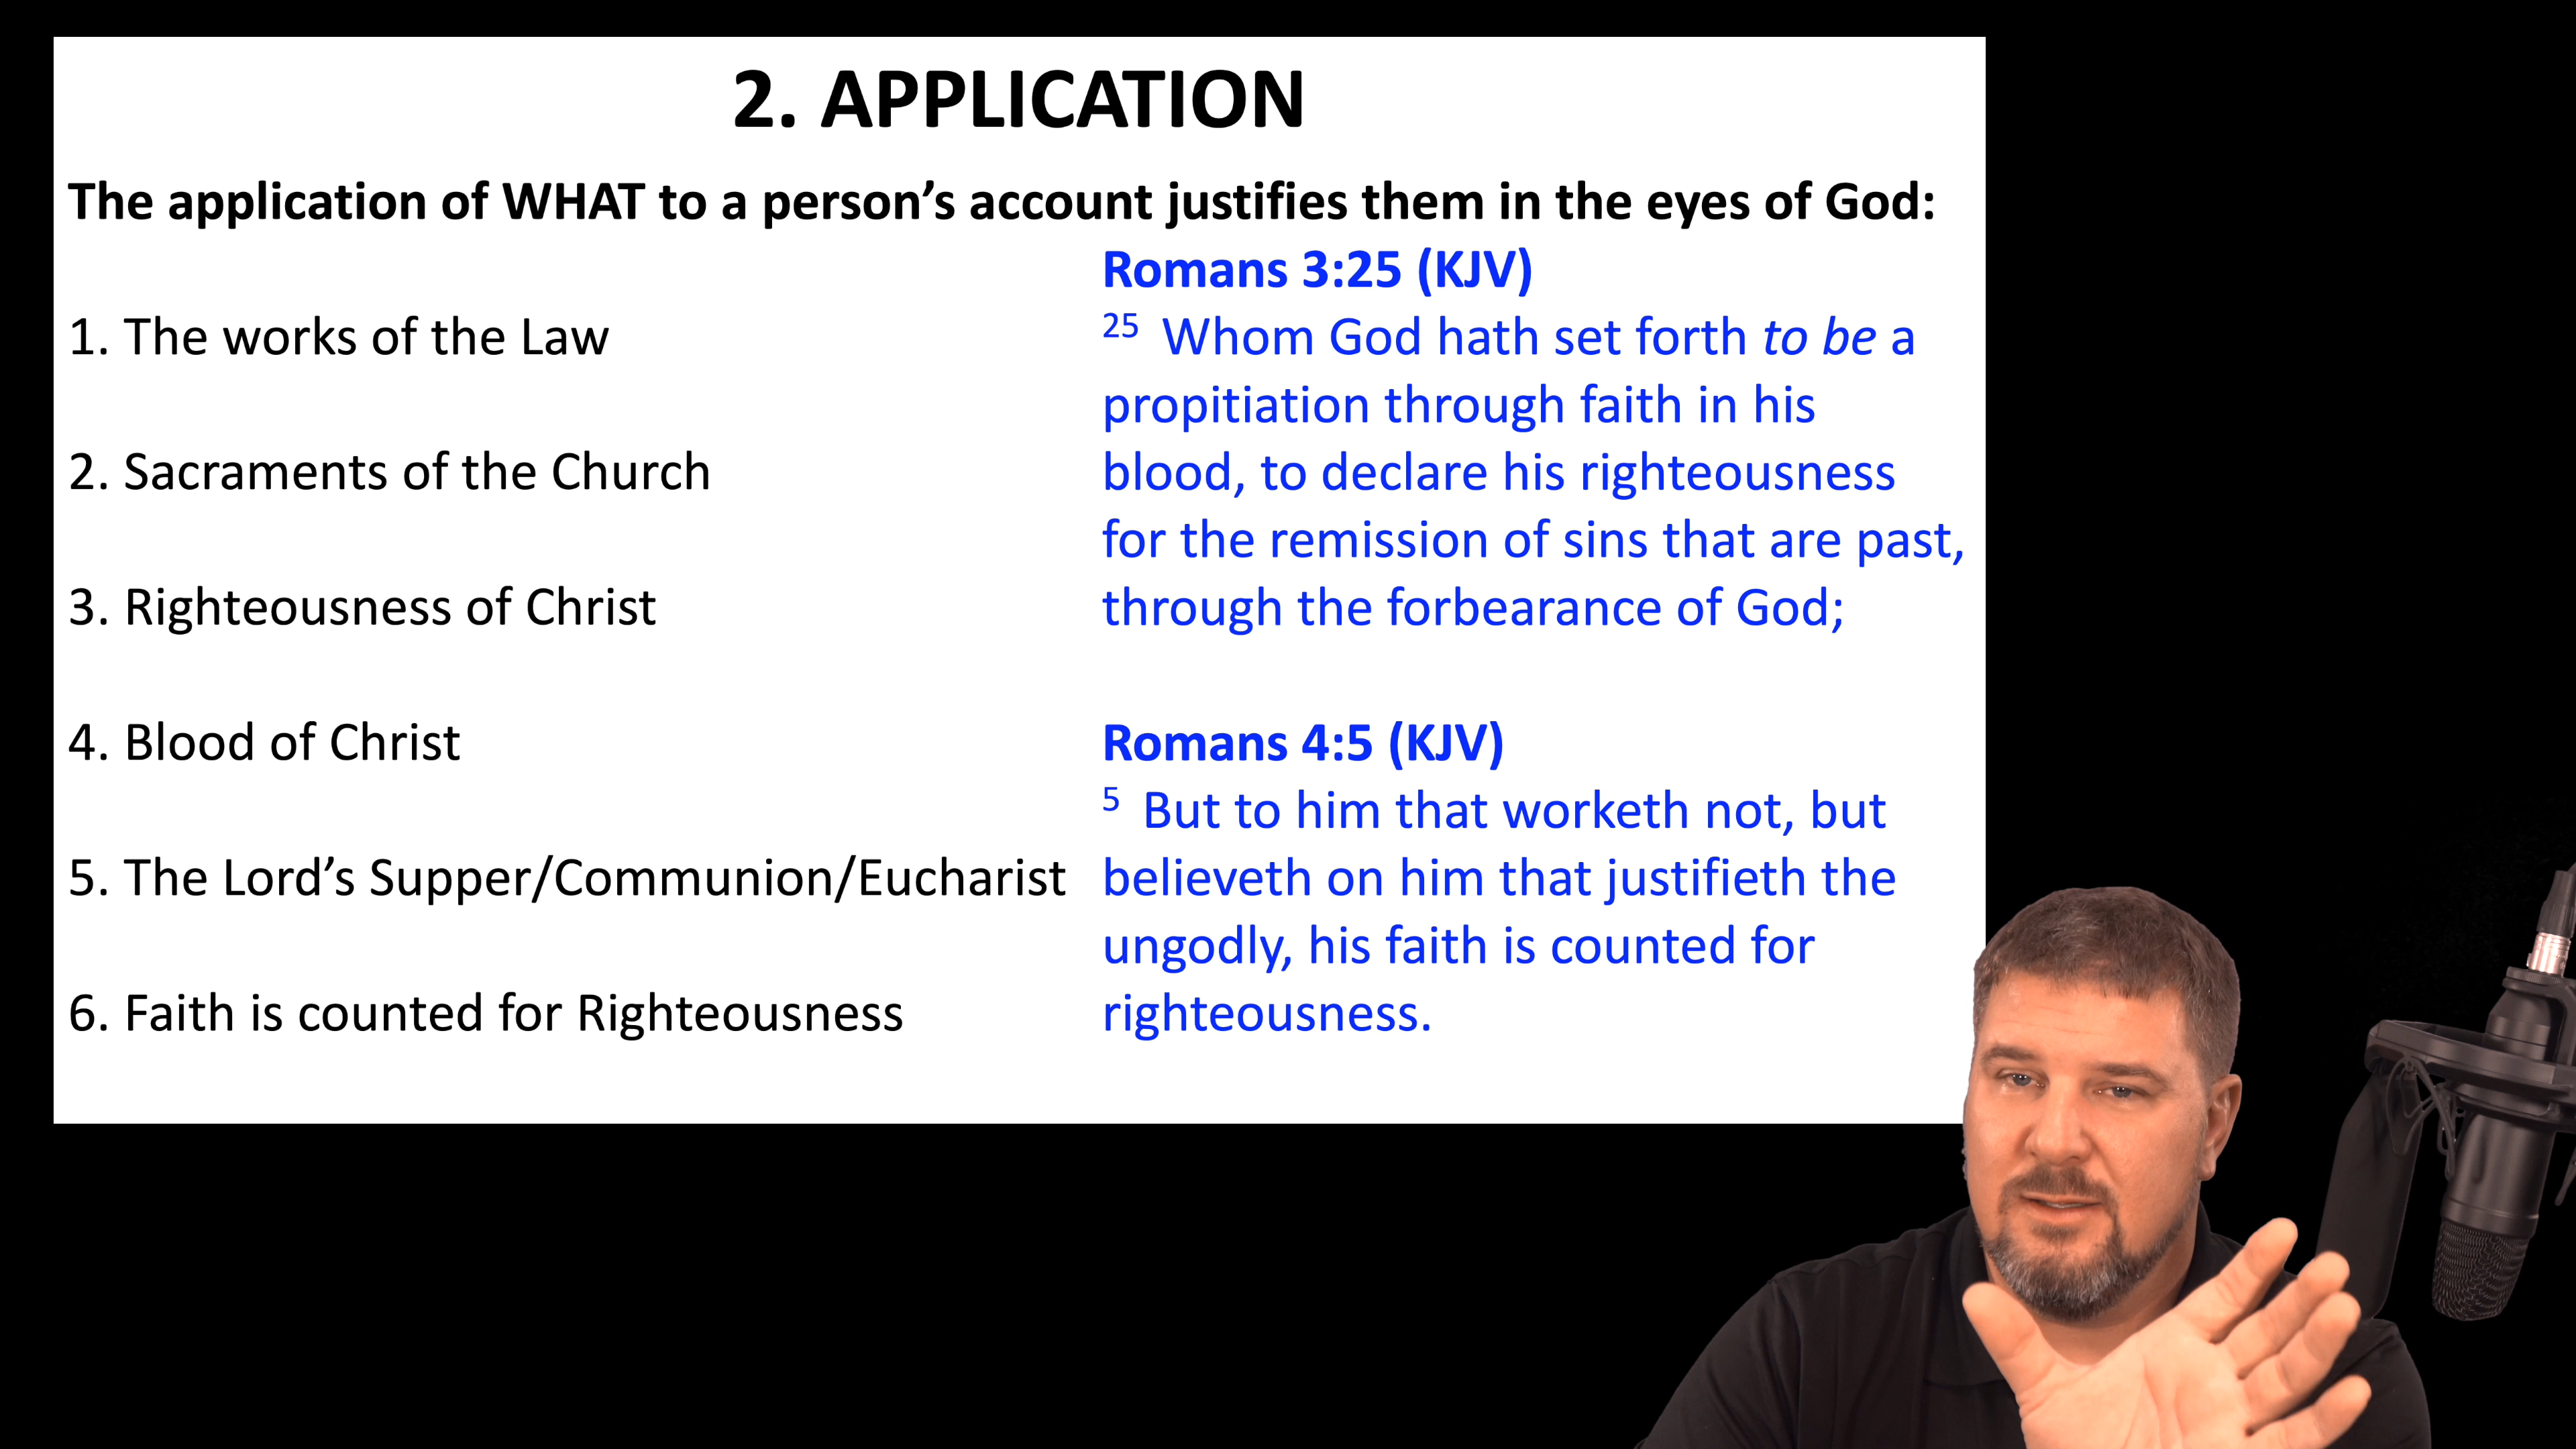 2. APPLICATION
The application of WHAT to a person’s account justifies them in the eyes of God:
1. The works of the Law
2. Sacraments of the Church
3. Righteousness of Christ
4. Blood of Christ
5. The Lord’s Supper/Communion/Eucharist
6. Faith is counted for Righteousness
Romans 3:25 (KJV)
25 Whom God hath set forth to be a
propitiation through faith in his
blood, to declare his righteousness
for the remission of sins that are past,
through the forbearance of God;
Romans 4:5 (KJV)
5 But to him that worketh not, but
believeth on him that justifieth the
ungodly, his faith is counted for
righteousness.